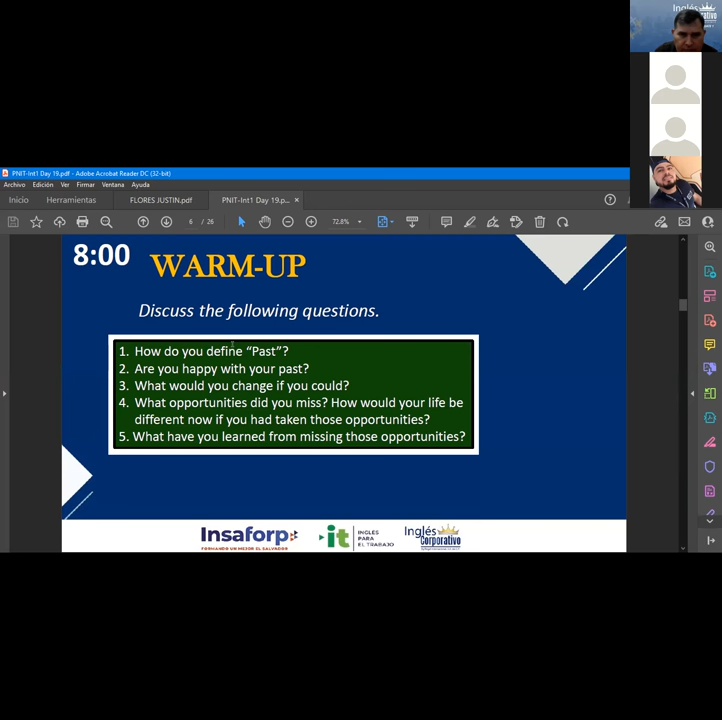 Inglés
PNIT-Int1 Day 19.pdf - Adobe Acrobat Reader DC (32-bit)
Archivo Edición Ver Firmar Ventana Ayuda
Inicio Herramientas FLORES JUSTIN.pdf PNIT-Int1 Day 19.p... ×
6 / 26 72.8%
8:00 WARM-UP
Discuss the following questions.
1. How do you define “Past”?
2. Are you happy with your past?
3. What would you change if you could?
4. What opportunities did you miss? How would your life be
different now if you had taken those opportunities?
5. What have you learned from missing those opportunities?
Insaforp
FORMANDO UN MEJOR EL SALVADOR
it INGLÉS
PARA
EL TRABAJO
Inglés
Corporativo